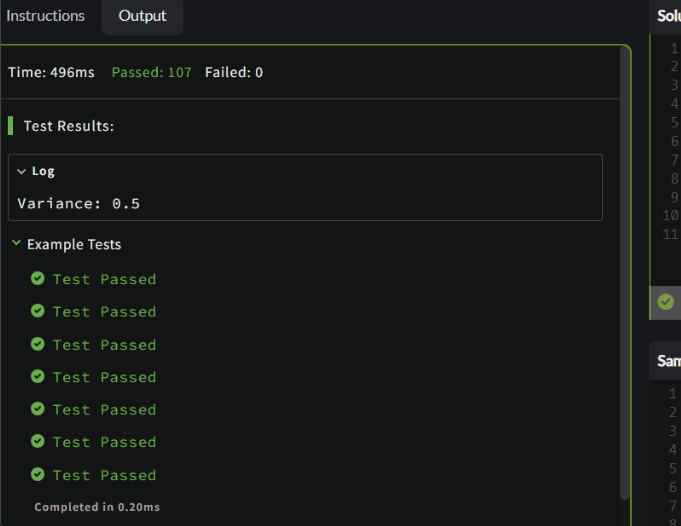 Instructions
Output
Time: 496ms Passed: 107 Failed: 0
Test Results:
Log
Variance: 0.5
Example Tests
Test Passed
Test Passed
Test Passed
Test Passed
Test Passed
Test Passed
Test Passed
Completed in 0.20ms
Solu
1
2
3
4
5
6
7
8
9
10
11
Sam
1
2
3
4
5
6
7
8